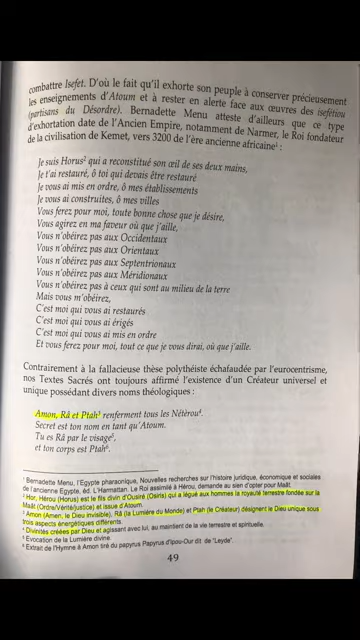 combattre Isefet. D'où le fait qu'il exhorte son peuple à conserver précieusement
les enseignements d'Atoum et à rester en alerte face aux œuvres des isefetiou
(partisans du Désordre). Bernadette Menu atteste d'ailleurs que ce type
d'exhortation date de l'Ancien Empire, notamment de Narmer, le Roi fondateur
de la civilisation de Kemet, vers 3200 de l'ère ancienne africaine¹ :
Je suis Horus² qui a reconstitué son œil de ses deux mains,
Je t'ai restauré, ô toi qui devais être restauré
Je vous ai mis en ordre, ô mes établissements
Je vous ai construites, ô mes villes
Vous ferez pour moi, toute bonne chose que je désire,
Vous agirez en ma faveur où que j'aille,
Vous n'obéirez pas aux Occidentaux
Vous n'obéirez pas aux Orientaux
Vous n'obéirez pas aux Septentrionaux
Vous n'obéirez pas aux Méridionaux
Vous n'obéirez pas à ceux qui sont au milieu de la terre
Mais vous m'obéirez,
C'est moi qui vous ai restaurés
C'est moi qui vous ai érigés
C'est moi qui vous ai mis en ordre
Et vous ferez pour moi, tout ce que je vous dirai, où que j'aille.
Contrairement à la fallacieuse thèse polythéiste échafaudée par l'eurocentrisme,
nos Textes Sacrés ont toujours affirmé l'existence d'un Créateur universel et
unique possédant divers noms théologiques :
Amon, Râ et Ptah³ renferment tous les Nétérou⁴.
Secret est ton nom en tant qu'Atoum.
Tu es Râ par le visage⁵,
et ton corps est Ptah⁶.
¹ Bernadette Menu, l'Egypte pharaonique, Nouvelles recherches sur l'histoire juridique, économique et sociales
de l'ancienne Egypte, éd. L'Harmattan. Le Roi assimilé à Hérou, demande au sien d'opter pour Maât.
² Hor, Hérou (Horus) est le fils divin d'Ousiré (Osiris) qui a légué aux hommes la royauté terrestre fondée sur la
Maât (Ordre/Vérité/justice) et issue d'Atoum.
³ Amon (Amen, le Dieu invisible), Râ (la Lumière du Monde) et Ptah (le Créateur) désignent le Dieu unique sous
trois aspects énergétiques différents.
⁴ Divinités créées par Dieu et agissant avec lui, au maintient de la vie terrestre et spirituelle.
⁵ Evocation de la Lumière divine.
⁶ Extrait de l'Hymne à Amon tiré du papyrus Papyrus d'Ipou-Our dit de "Leyde".
49